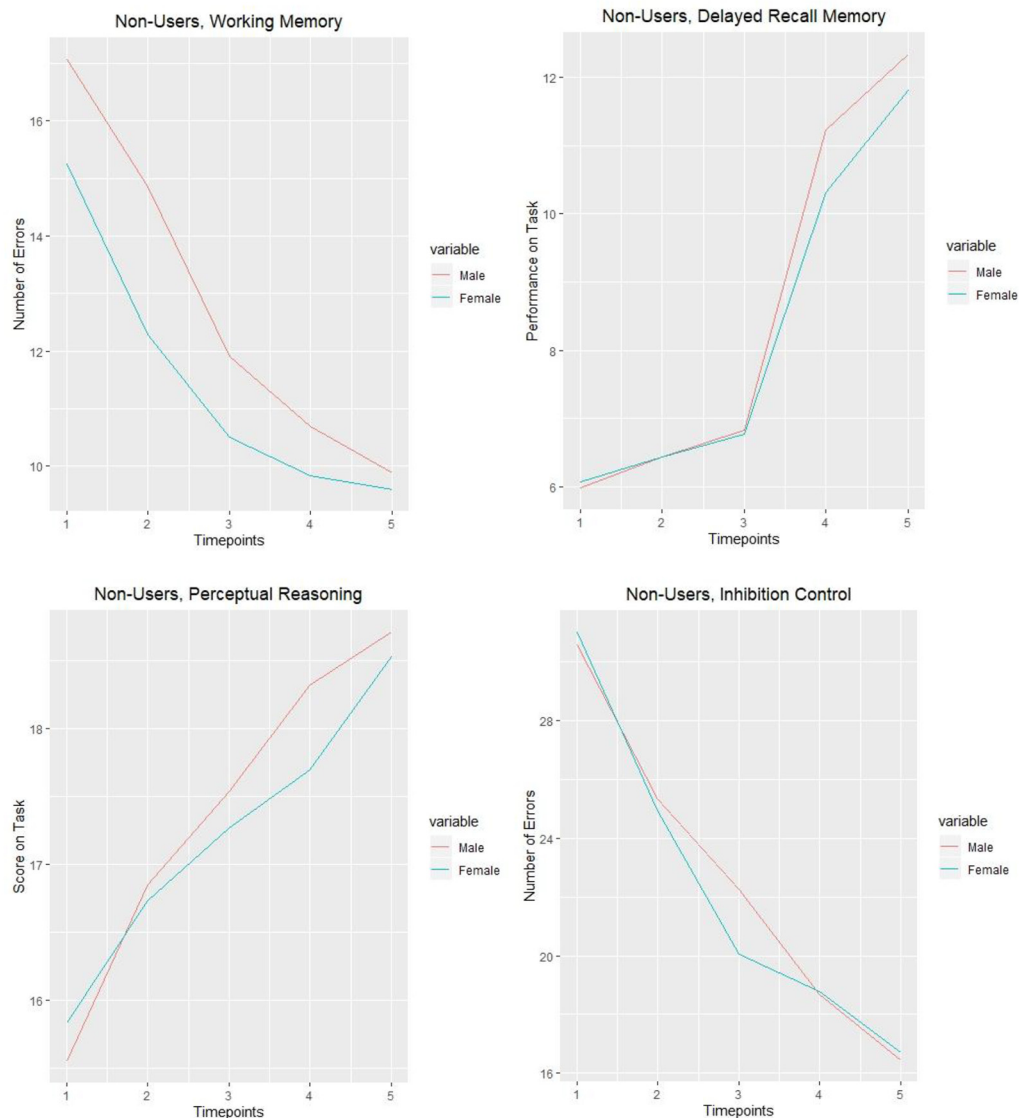 Non-Users, Working Memory
Number of Errors
16
14
12
10
1 2 3 4 5
Timepoints
variable
Male
Female
Non-Users, Delayed Recall Memory
Performance on Task
12
10
8
6
1 2 3 4 5
Timepoints
variable
Male
Female
Non-Users, Perceptual Reasoning
Score on Task
18
17
16
1 2 3 4 5
Timepoints
variable
Male
Female
Non-Users, Inhibition Control
Number of Errors
28
24
20
16
1 2 3 4 5
Timepoints
variable
Male
Female